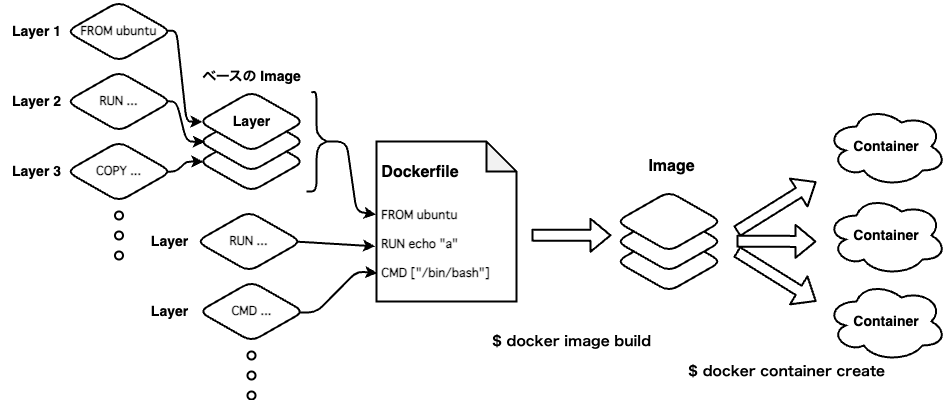 Layer 1
FROM ubuntu
Layer 2
RUN ...
Layer 3
COPY ...
ベースの Image
Layer
Layer
RUN ...
Layer
CMD ...
Dockerfile
FROM ubuntu
RUN echo "a"
CMD ["/bin/bash"]
Image
Container
Container
Container
$ docker image build
$ docker container create